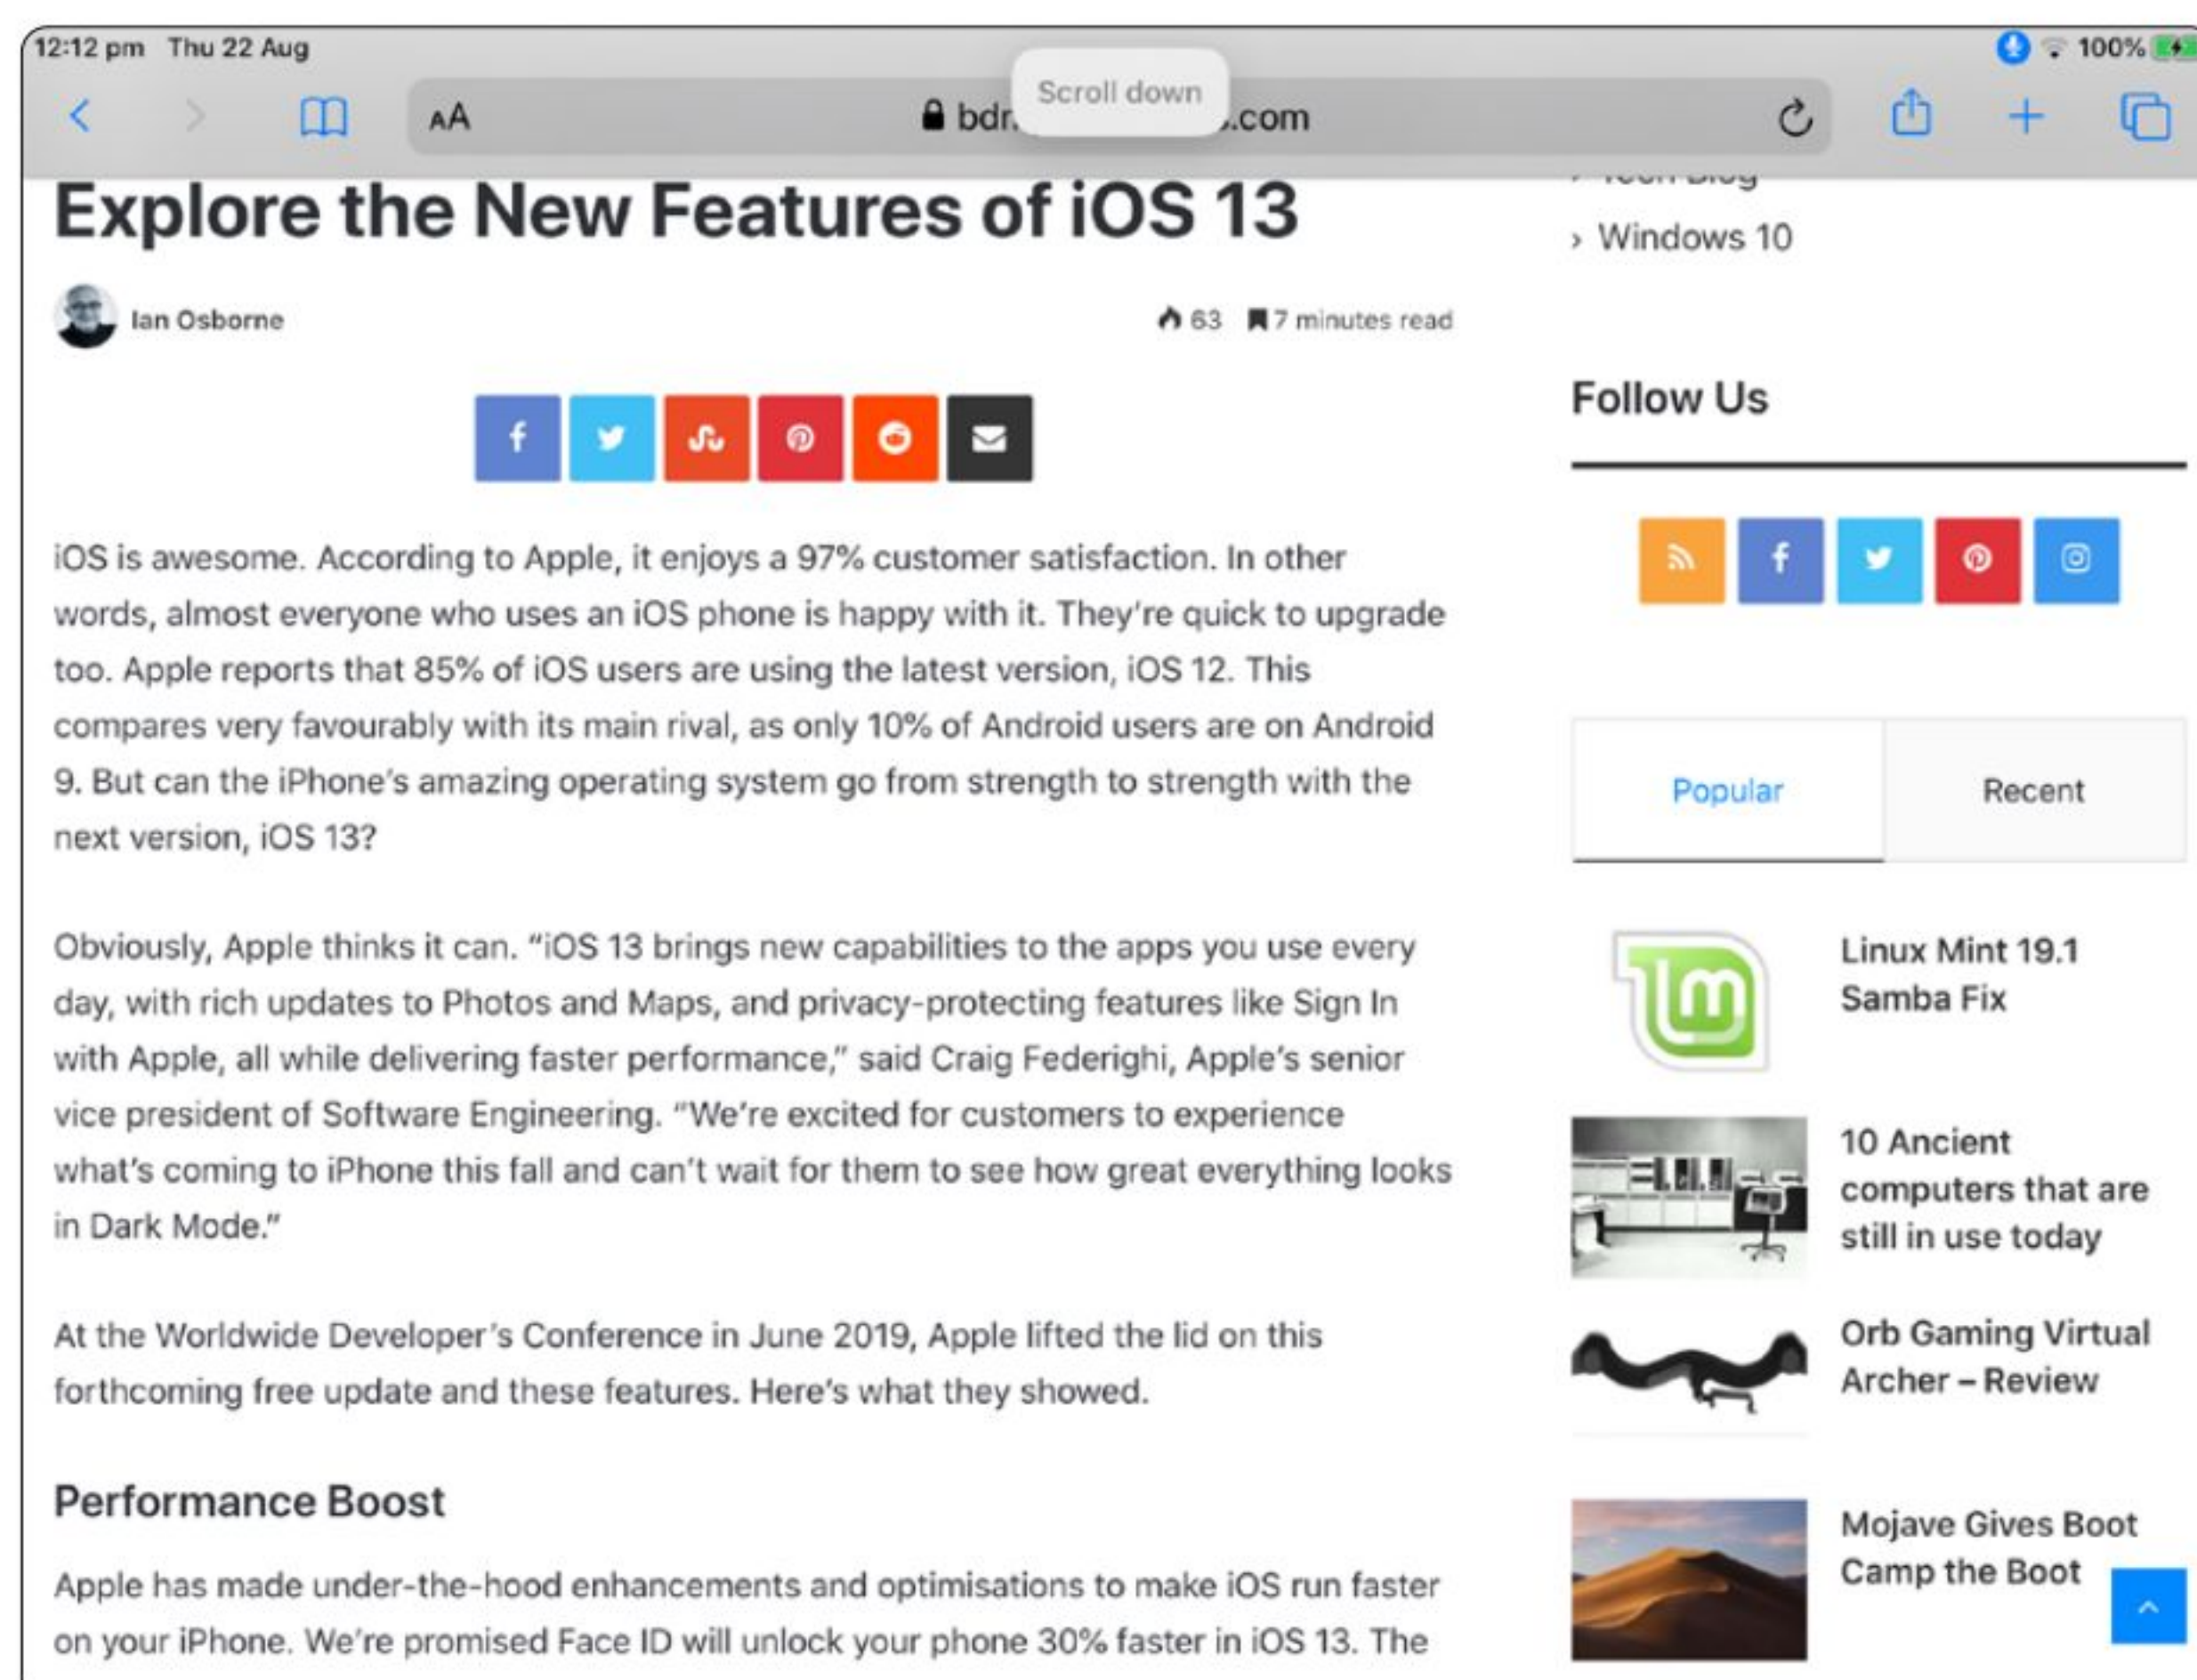 12:12 pm Thu 22 Aug
100%
Scroll down
AA
.com
Explore the New Features of iOS 13
Ian Osborne
63 7 minutes read
iOS is awesome. According to Apple, it enjoys a 97% customer satisfaction. In other
words, almost everyone who uses an iOS phone is happy with it. They're quick to upgrade
too. Apple reports that 85% of iOS users are using the latest version, iOS 12. This
compares very favourably with its main rival, as only 10% of Android users are on Android
9. But can the iPhone's amazing operating system go from strength to strength with the
next version, iOS 13?
Obviously, Apple thinks it can. “iOS 13 brings new capabilities to the apps you use every
day, with rich updates to Photos and Maps, and privacy-protecting features like Sign In
with Apple, all while delivering faster performance,” said Craig Federighi, Apple's senior
vice president of Software Engineering. “We're excited for customers to experience
what's coming to iPhone this fall and can't wait for them to see how great everything looks
in Dark Mode.”
At the Worldwide Developer's Conference in June 2019, Apple lifted the lid on this
forthcoming free update and these features. Here's what they showed.
Performance Boost
Apple has made under-the-hood enhancements and optimisations to make iOS run faster
on your iPhone. We're promised Face ID will unlock your phone 30% faster in iOS 13. The
› Windows 10
Follow Us
Popular Recent
Linux Mint 19.1
Samba Fix
10 Ancient
computers that are
still in use today
Orb Gaming Virtual
Archer – Review
Mojave Gives Boot
Camp the Boot